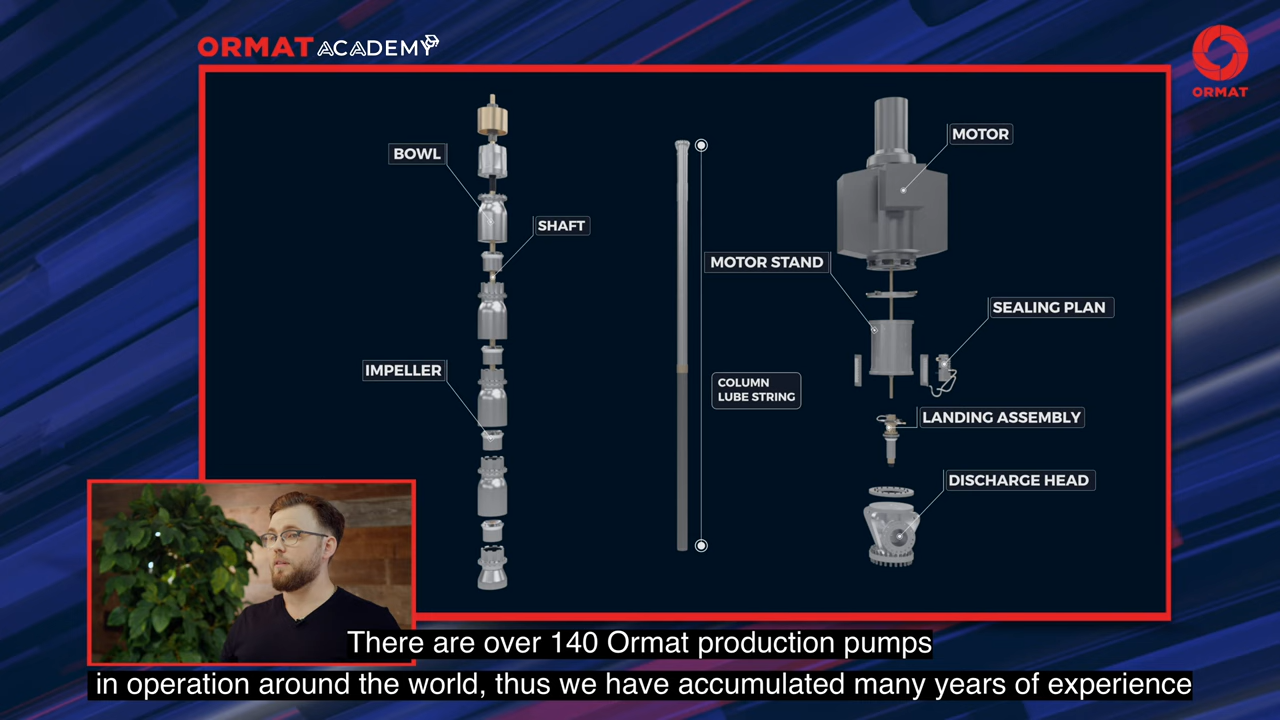 ORMAT ACADEMY
ORMAT
BOWL
SHAFT
IMPELLER
COLUMN
LUBE STRING
MOTOR
MOTOR STAND
SEALING PLAN
LANDING ASSEMBLY
DISCHARGE HEAD
There are over 140 Ormat production pumps
in operation around the world, thus we have accumulated many years of experience